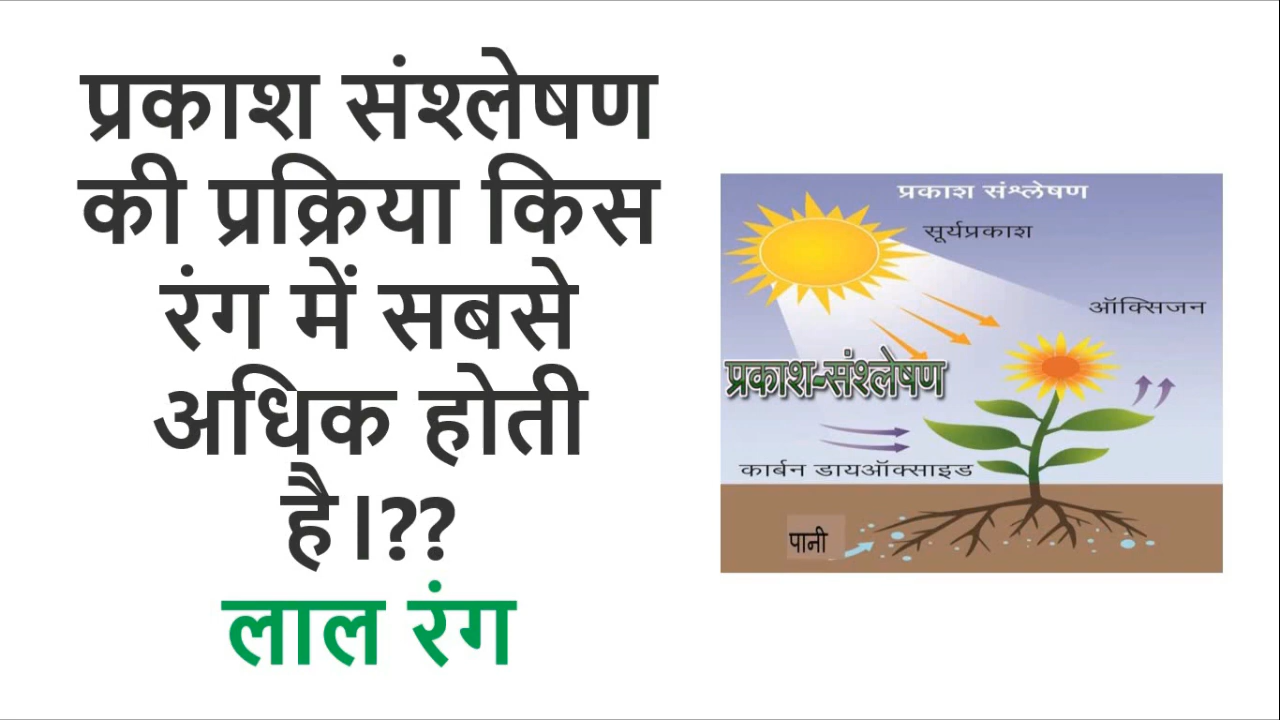 प्रकाश संश्लेषण
की प्रक्रिया किस
रंग में सबसे
अधिक होती
है।??
लाल रंग
प्रकाश संश्लेषण
सूर्यप्रकाश
ऑक्सिजन
प्रकाश-संश्लेषण
कार्बन डायऑक्साइड
पानी